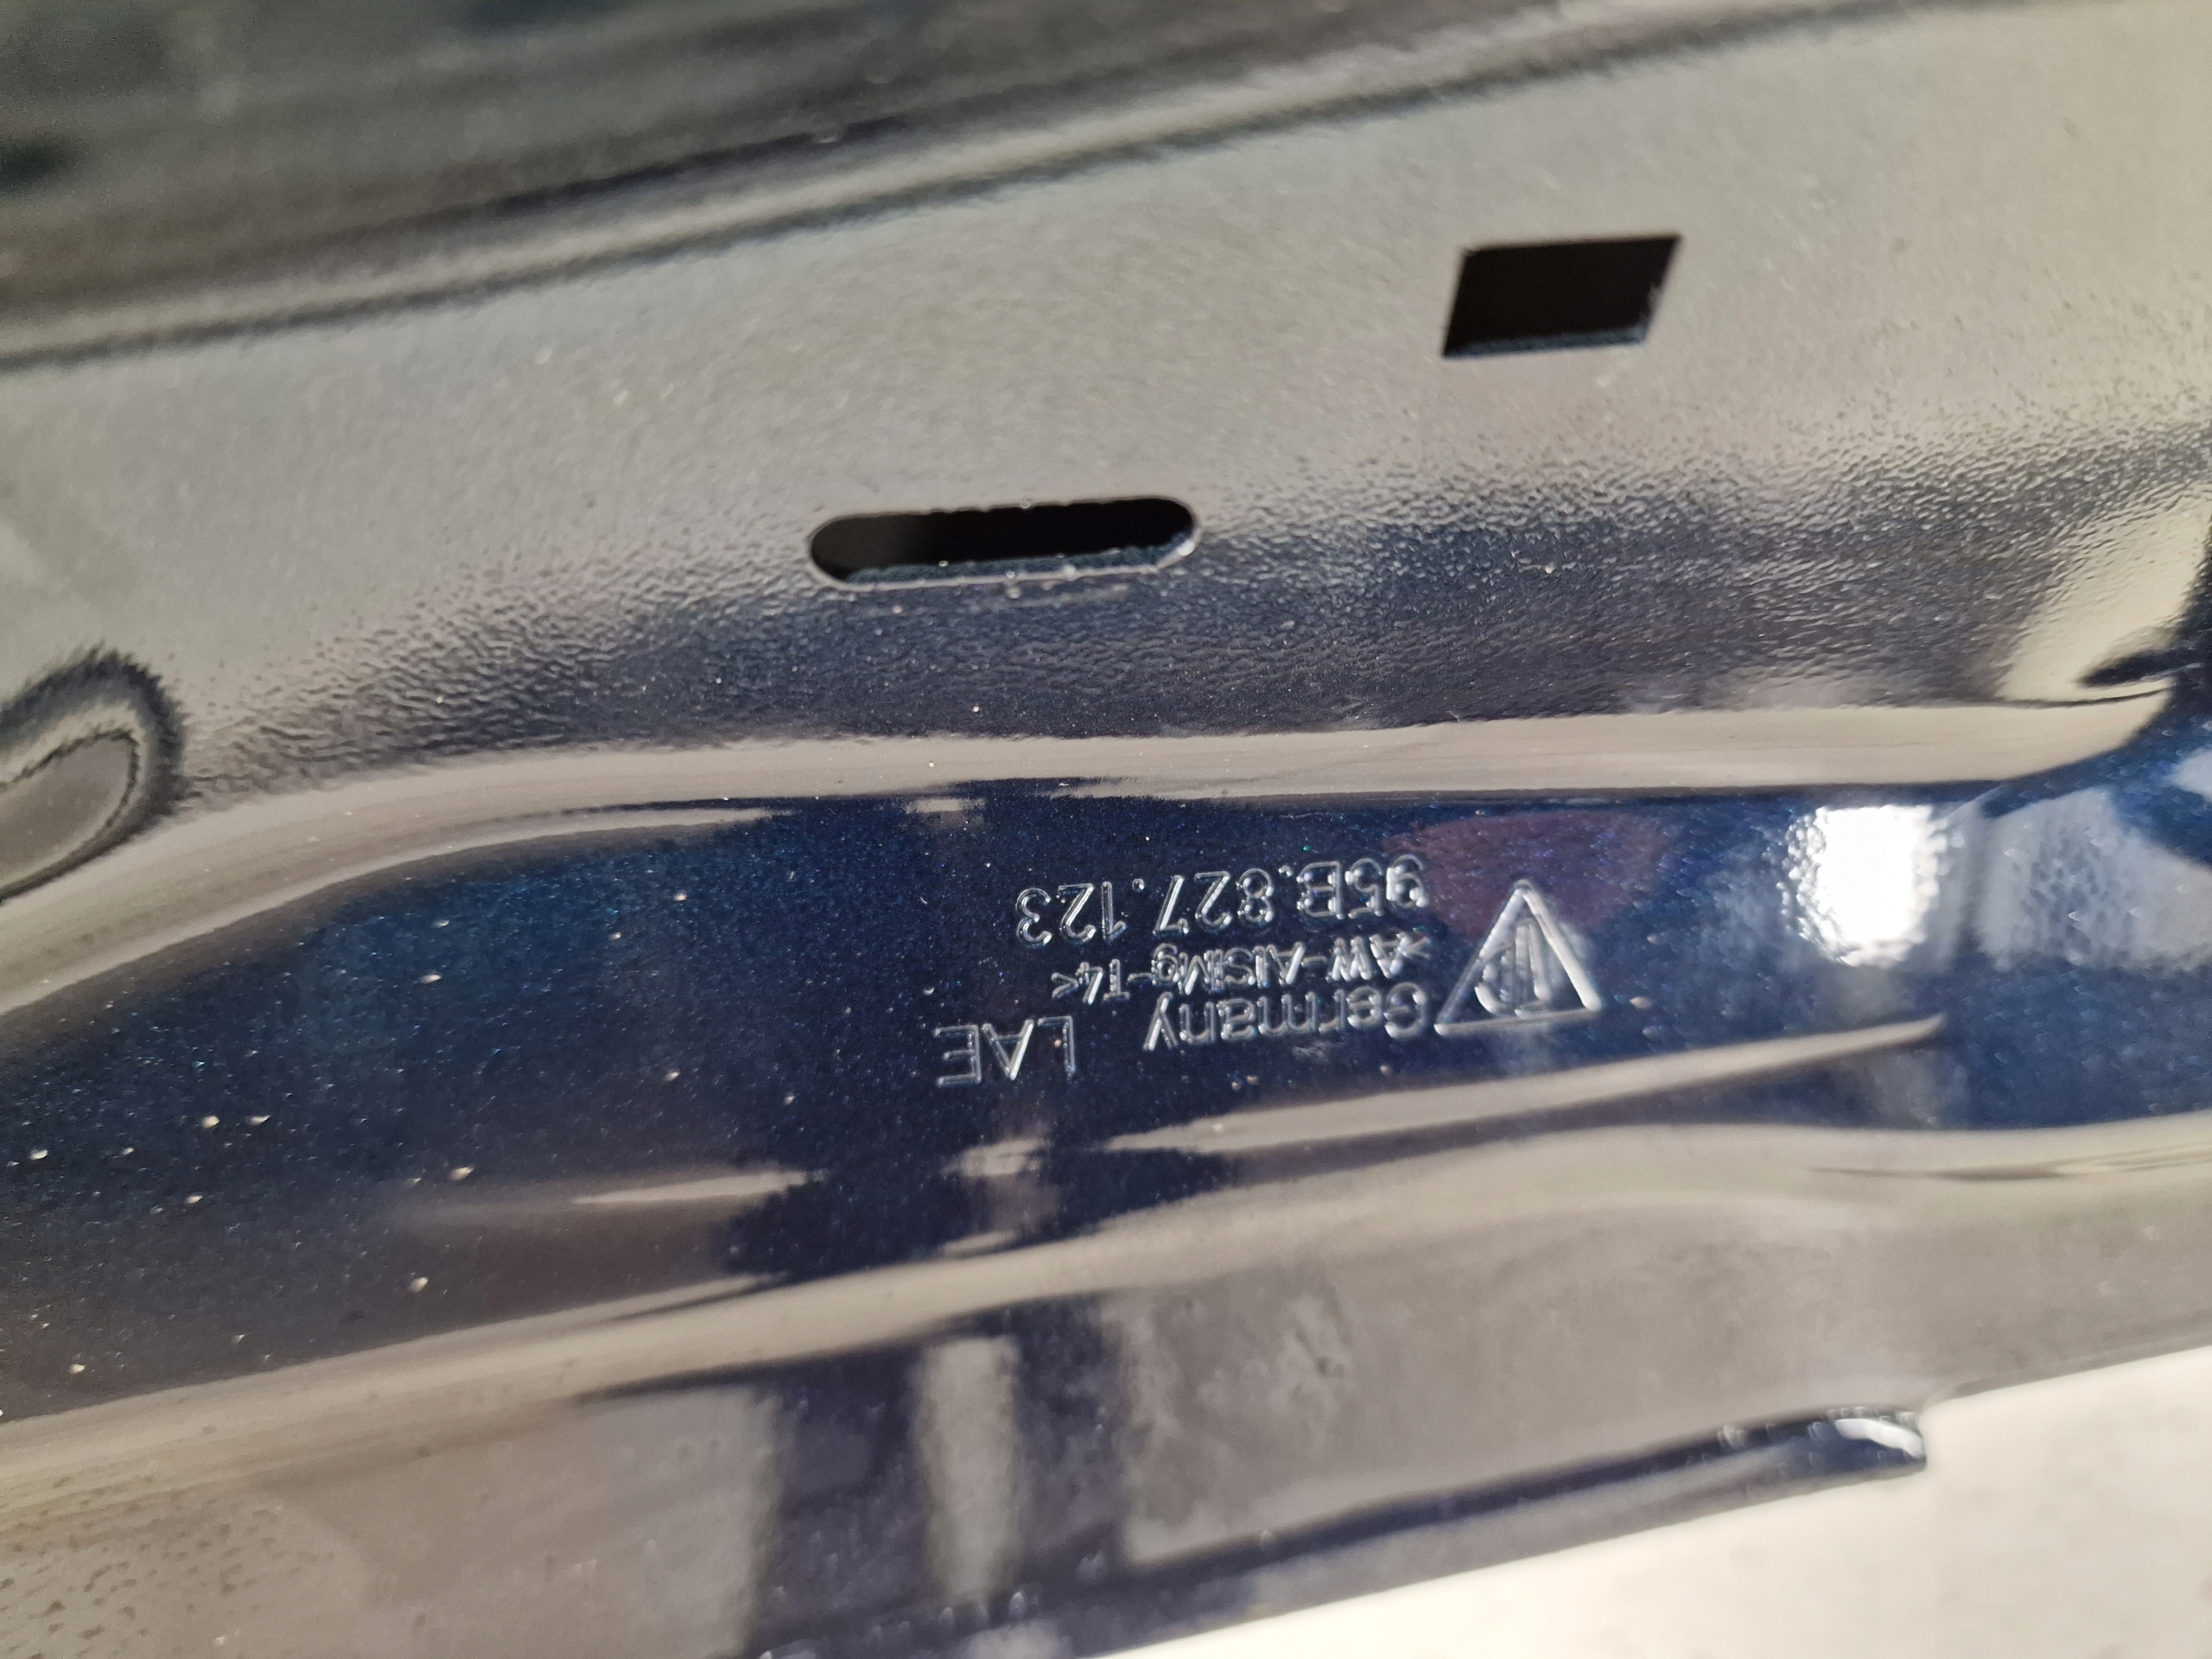 Germany LAE
>AW-AlSiMg-T4<
95B.827.123